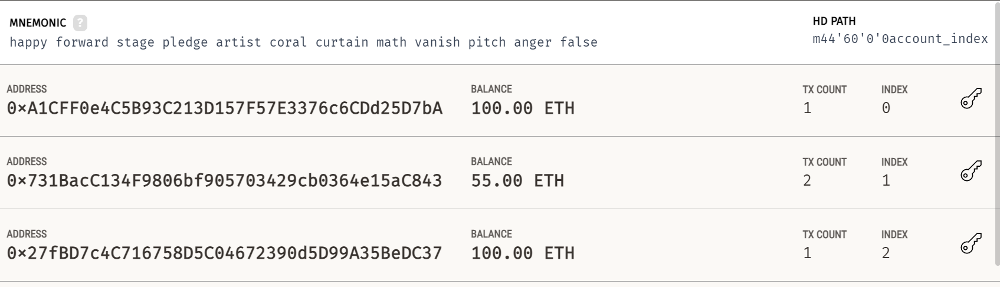 MNEMONIC ?
HD PATH
happy forward stage pledge artist coral curtain math vanish pitch anger false
m44'60'0'0account_index
ADDRESS BALANCE TX COUNT INDEX
0×A1CFF0e4C5B93C213D157F57E3376c6CDd25D7bA 100.00 ETH 1 0
ADDRESS BALANCE TX COUNT INDEX
0×731BacC134F9806bf905703429cb0364e15aC843 55.00 ETH 2 1
ADDRESS BALANCE TX COUNT INDEX
0×27fBD7c4C716758D5C04672390d5D99A35BeDC37 100.00 ETH 1 2